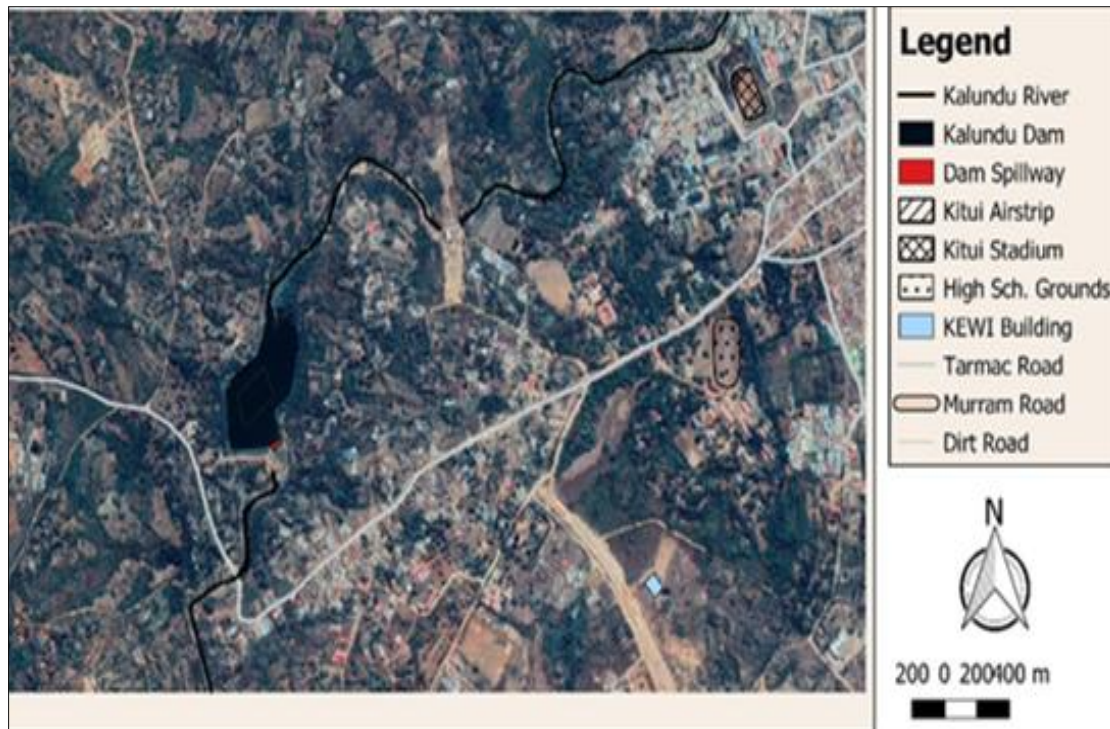 Legend
Kalundu River
Kalundu Dam
Dam Spillway
Kitui Airstrip
Kitui Stadium
High Sch. Grounds
KEWI Building
Tarmac Road
Murram Road
Dirt Road
N
200 0 200400 m